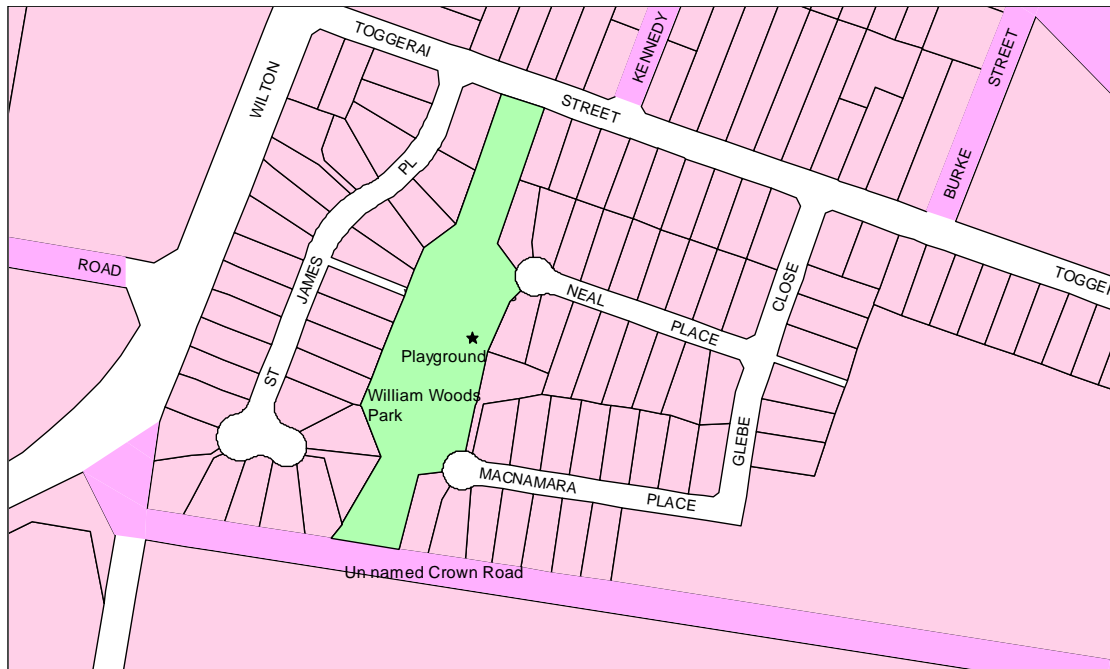 TOGGERAI
STREET
KENNEDY
STREET
BURKE
WILTON
PL
ROAD
JAMES
ST
NEAL
PLACE
CLOSE
TOGGER
Playground
William Woods
Park
GLEBE
MACNAMARA
PLACE
Un named Crown Road